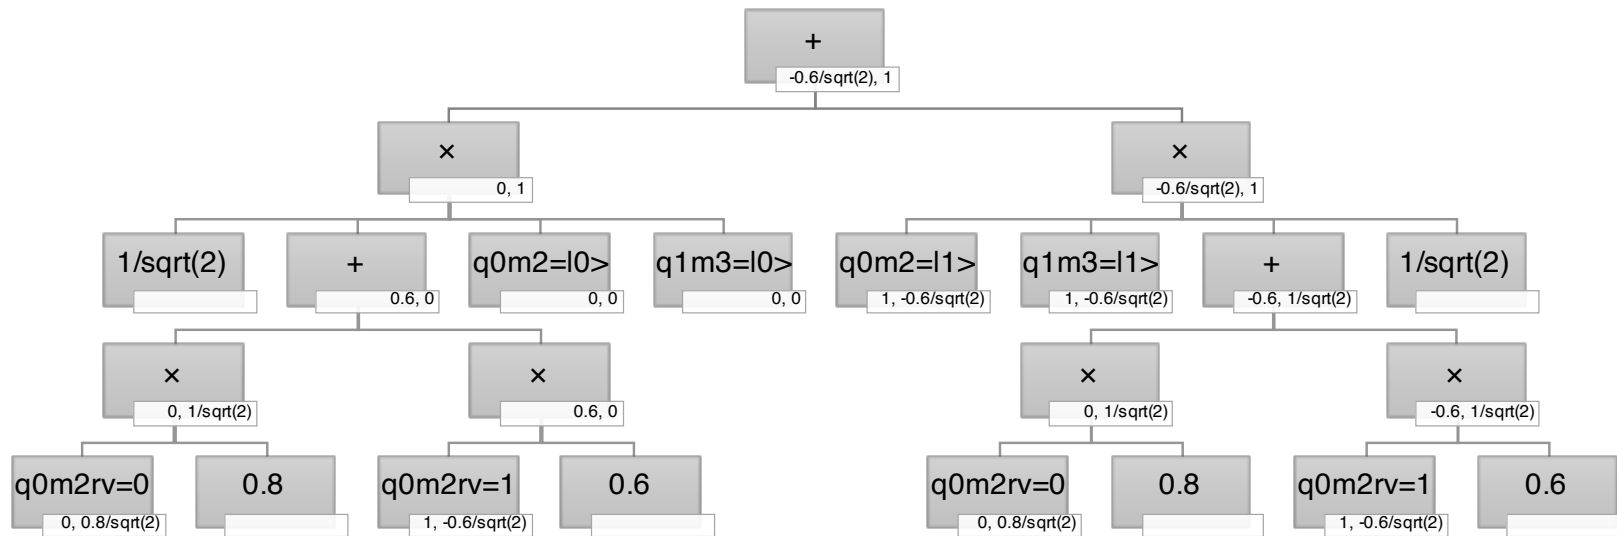 +
-0.6/sqrt(2), 1
×
0, 1
×
-0.6/sqrt(2), 1
1/sqrt(2)
+
0.6, 0
q0m2=|0>
0, 0
q1m3=|0>
0, 0
q0m2=|1>
1, -0.6/sqrt(2)
q1m3=|1>
1, -0.6/sqrt(2)
+
-0.6, 1/sqrt(2)
1/sqrt(2)
×
0, 1/sqrt(2)
×
0.6, 0
×
0, 1/sqrt(2)
×
-0.6, 1/sqrt(2)
q0m2rv=0
0, 0.8/sqrt(2)
0.8
q0m2rv=1
1, -0.6/sqrt(2)
0.6
q0m2rv=0
0, 0.8/sqrt(2)
0.8
q0m2rv=1
1, -0.6/sqrt(2)
0.6